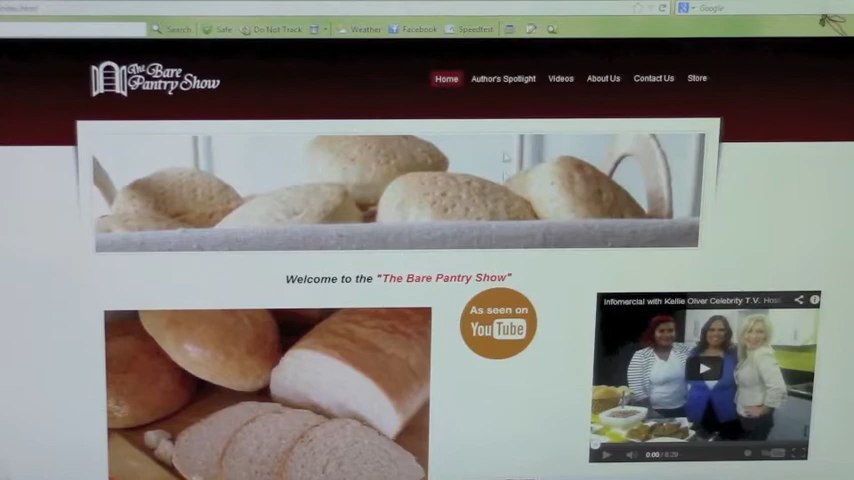 Google
Search Safe Do Not Track Weather Facebook Speedtest
The Bare
Pantry Show
Home Author's Spotlight Videos About Us Contact Us Store
Welcome to the "The Bare Pantry Show"
As seen on
YouTube
Infomercial with Kellie Olver Celebrity T.V. Host
0:00 / 6:29